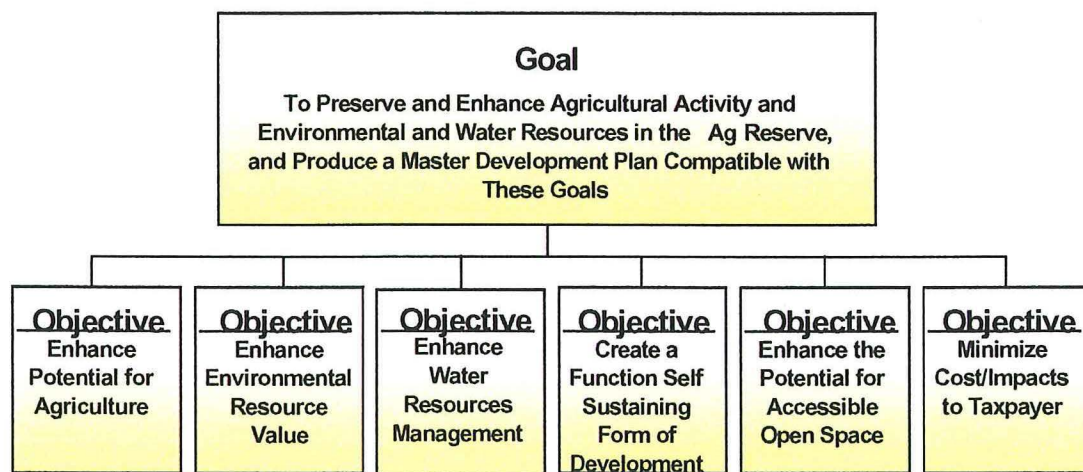 Goal
To Preserve and Enhance Agricultural Activity and
Environmental and Water Resources in the Ag Reserve,
and Produce a Master Development Plan Compatible with
These Goals
Objective
Enhance
Potential for
Agriculture
Objective
Enhance
Environmental
Resource
Value
Objective
Enhance
Water
Resources
Management
Objective
Create a
Function Self
Sustaining
Form of
Development
Objective
Enhance the
Potential for
Accessible
Open Space
Objective
Minimize
Cost/Impacts
to Taxpayer